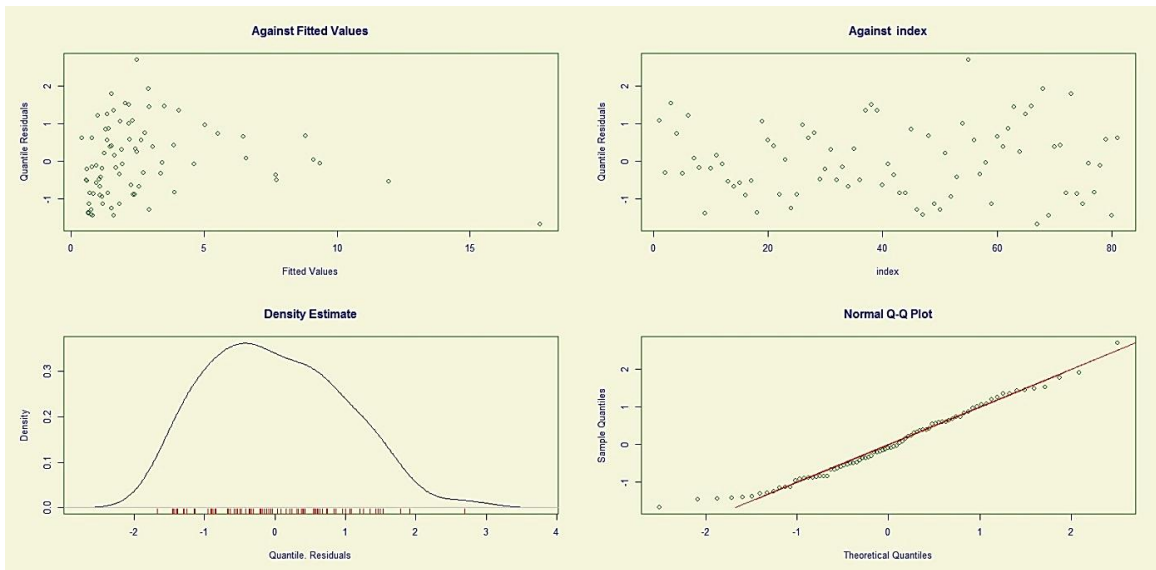 Against Fitted Values
Quantile Residuals
2
1
0
-1
0 5 10 15
Fitted Values
Against index
Quantile Residuals
2
1
0
-1
0 20 40 60 80
index
Density Estimate
Density
0.3
0.2
0.1
0.0
-2 -1 0 1 2 3 4
Quantile. Residuals
Normal Q-Q Plot
Sample Quantiles
2
1
0
-1
-2 -1 0 1 2
Theoretical Quantiles